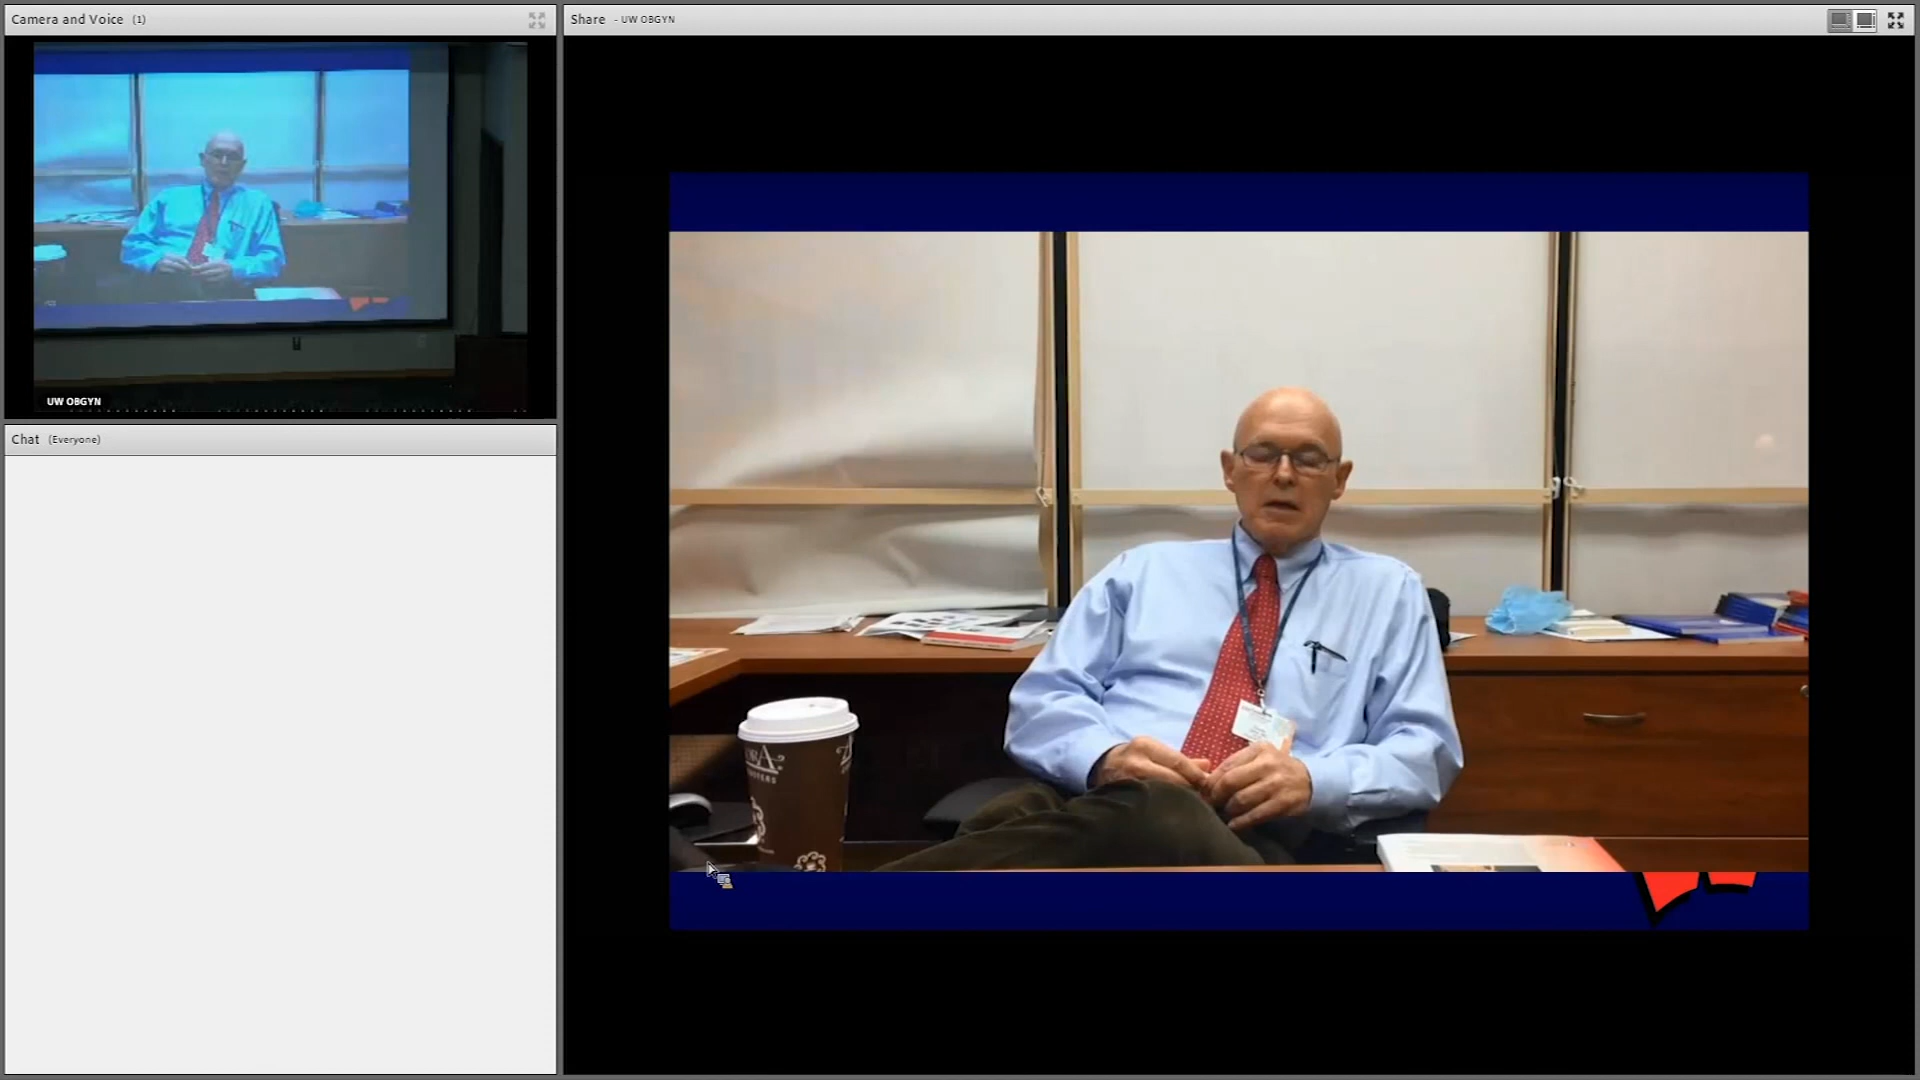 Camera and Voice (1)
UW OBGYN
Chat (Everyone)
Share - UW OBGYN